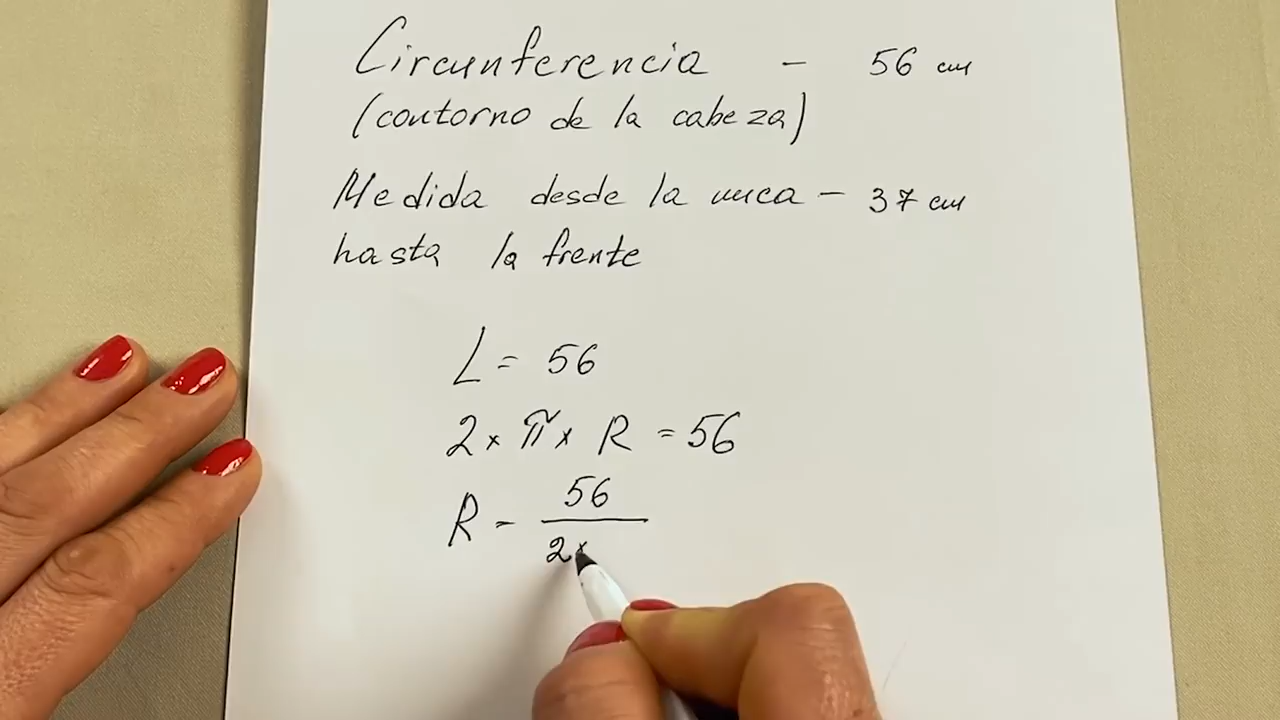 Circunferencia - 56 cm
(contorno de la cabeza)
Medida desde la nuca - 37 cm
hasta la frente
L = 56
2 × π × R = 56
R = 56
2 ×